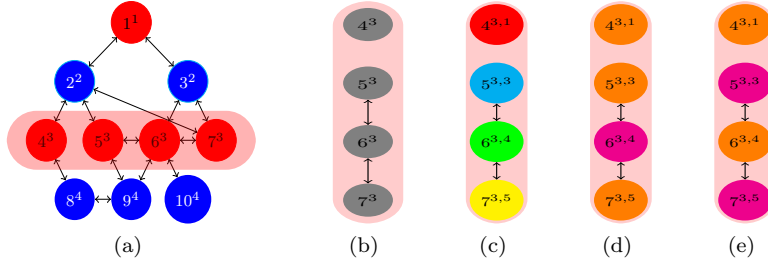 1¹ 4³ 4³,¹ 4³,¹ 4³,¹
2² 3² 5³ 5³,³ 5³,³ 5³,³
4³ 5³ 6³ 7³ 6³ 6³,⁴ 6³,⁴ 6³,⁴
8⁴ 9⁴ 10⁴ 7³ 7³,⁵ 7³,⁵ 7³,⁵
(a) (b) (c) (d) (e)